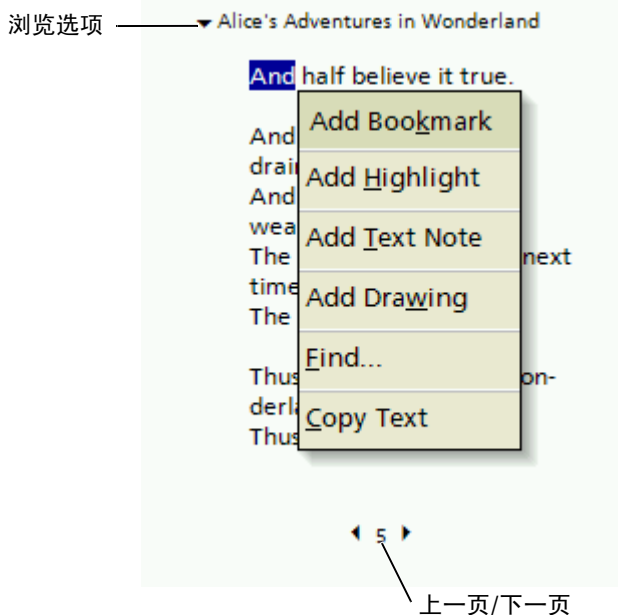 浏览选项
Alice's Adventures in Wonderland
And half believe it true.
Add Bookmark
And
drai
Add Highlight
And
wea
Add Text Note
The
next
time
Add Drawing
The
Find...
Thus
on-
derla
Copy Text
Thus
5
上一页/下一页